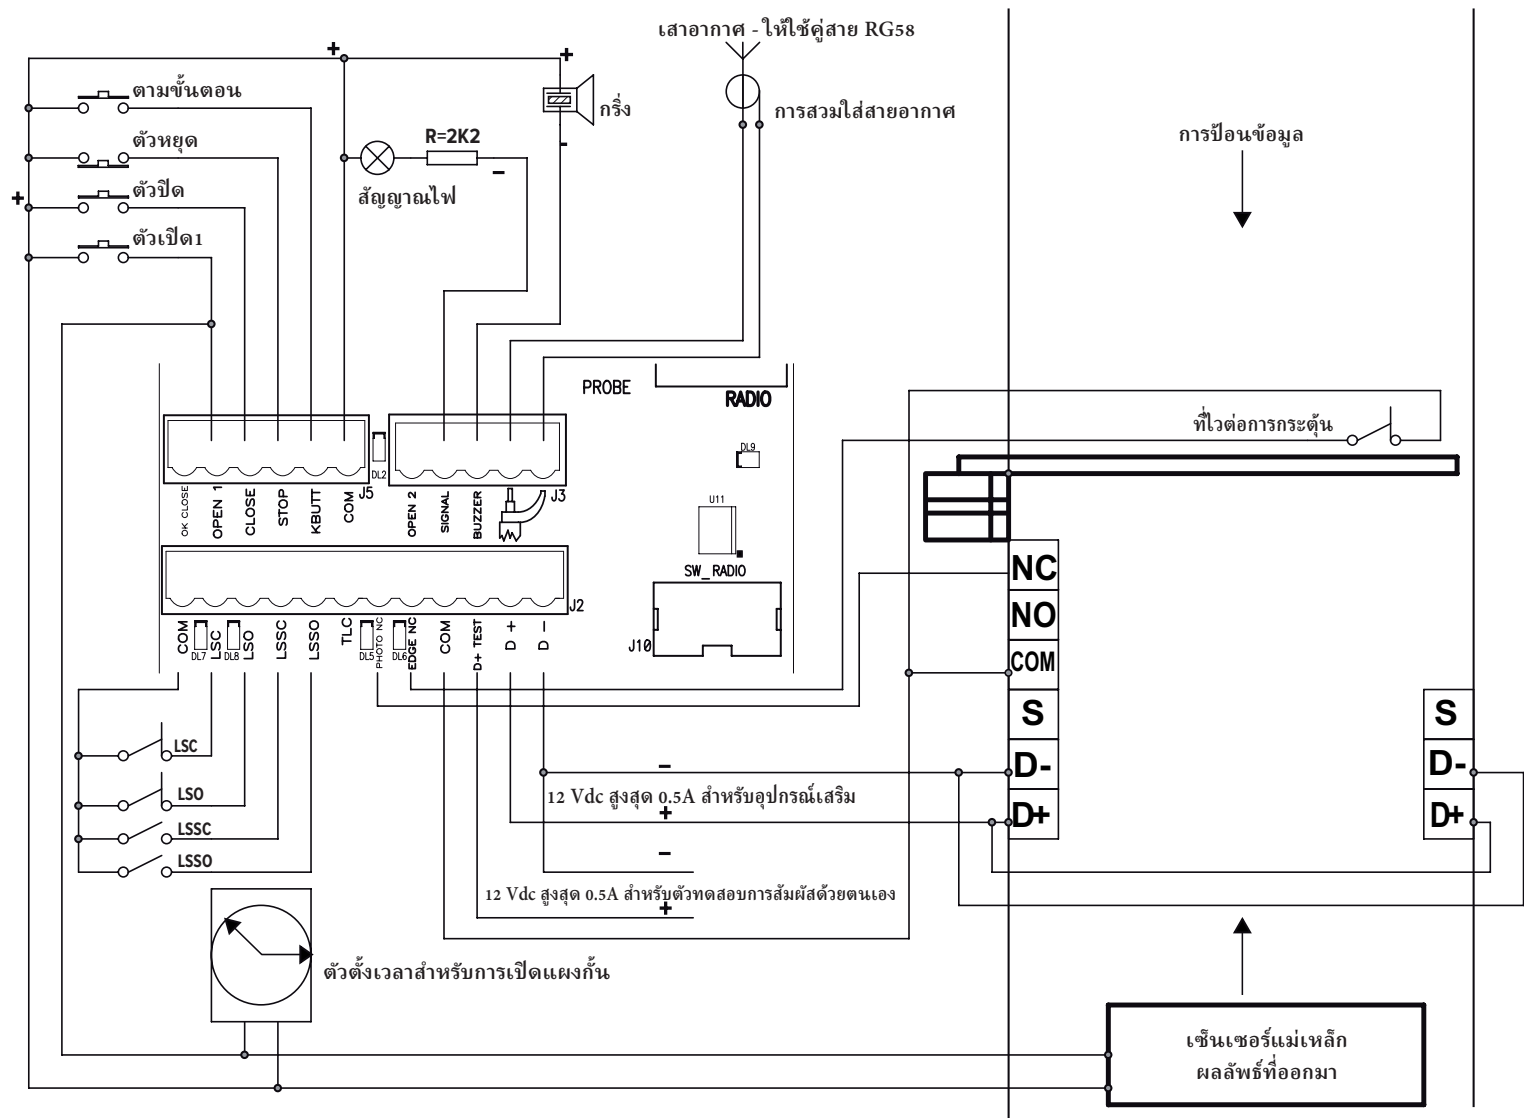 เสาอากาศ - ให้ใช้คู่สาย RG58
+
+
+
ตามขั้นตอน
กริ่ง
การสวมใส่สายอากาศ
การป้อนข้อมูล
ตัวหยุด
R=2K2
-
-
ตัวปิด
สัญญาณไฟ
ตัวเปิด1
PROBE
RADIO
ที่ไวต่อการกระตุ้น
DL2
DL9
J5
J3
OK CLOSE
OPEN 1
CLOSE
STOP
KBUTT
COM
OPEN 2
SIGNAL
BUZZER
U11
SW_RADIO
J2
J10
COM
DL7
LSC
DL8
LSO
LSSC
LSSO
TLC
DL5
PHOTO NC
DL6
EDGE NC
COM
D+ TEST
D +
D -
NC
NO
COM
S
D-
D+
S
D-
D+
LSC
LSO
LSSC
LSSO
-
12 Vdc สูงสุด 0.5A สำหรับอุปกรณ์เสริม
+
-
12 Vdc สูงสุด 0.5A สำหรับตัวทดสอบการสัมผัสด้วยตนเอง
+
ตัวตั้งเวลาสำหรับการเปิดแผงกั้น
เซ็นเซอร์แม่เหล็ก
ผลลัพธ์ที่ออกมา